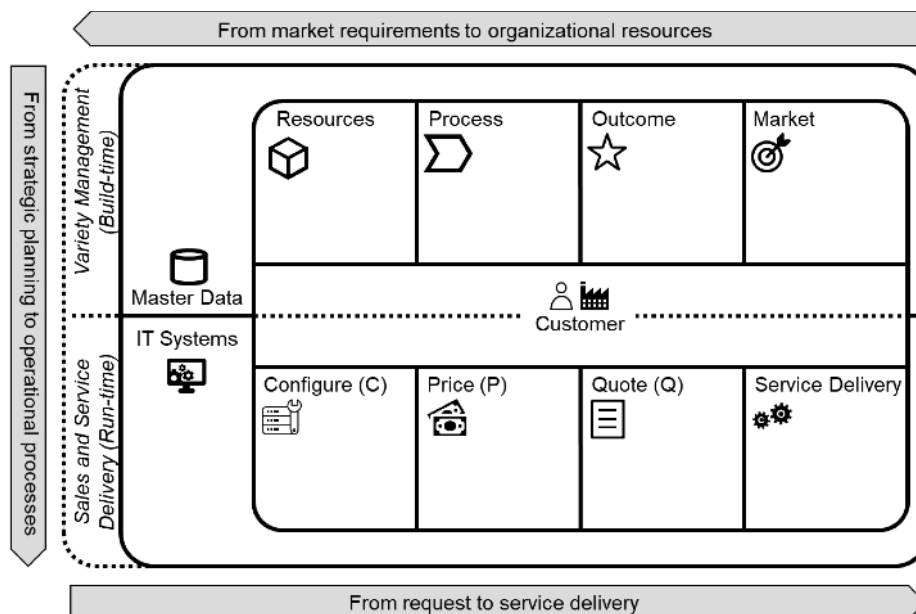 From market requirements to organizational resources
From strategic planning to operational processes
Variety Management
(Build-time)
Resources
Process
Outcome
Market
Master Data
Customer
IT Systems
Sales and Service
Delivery (Run-time)
Configure (C)
Price (P)
Quote (Q)
Service Delivery
From request to service delivery